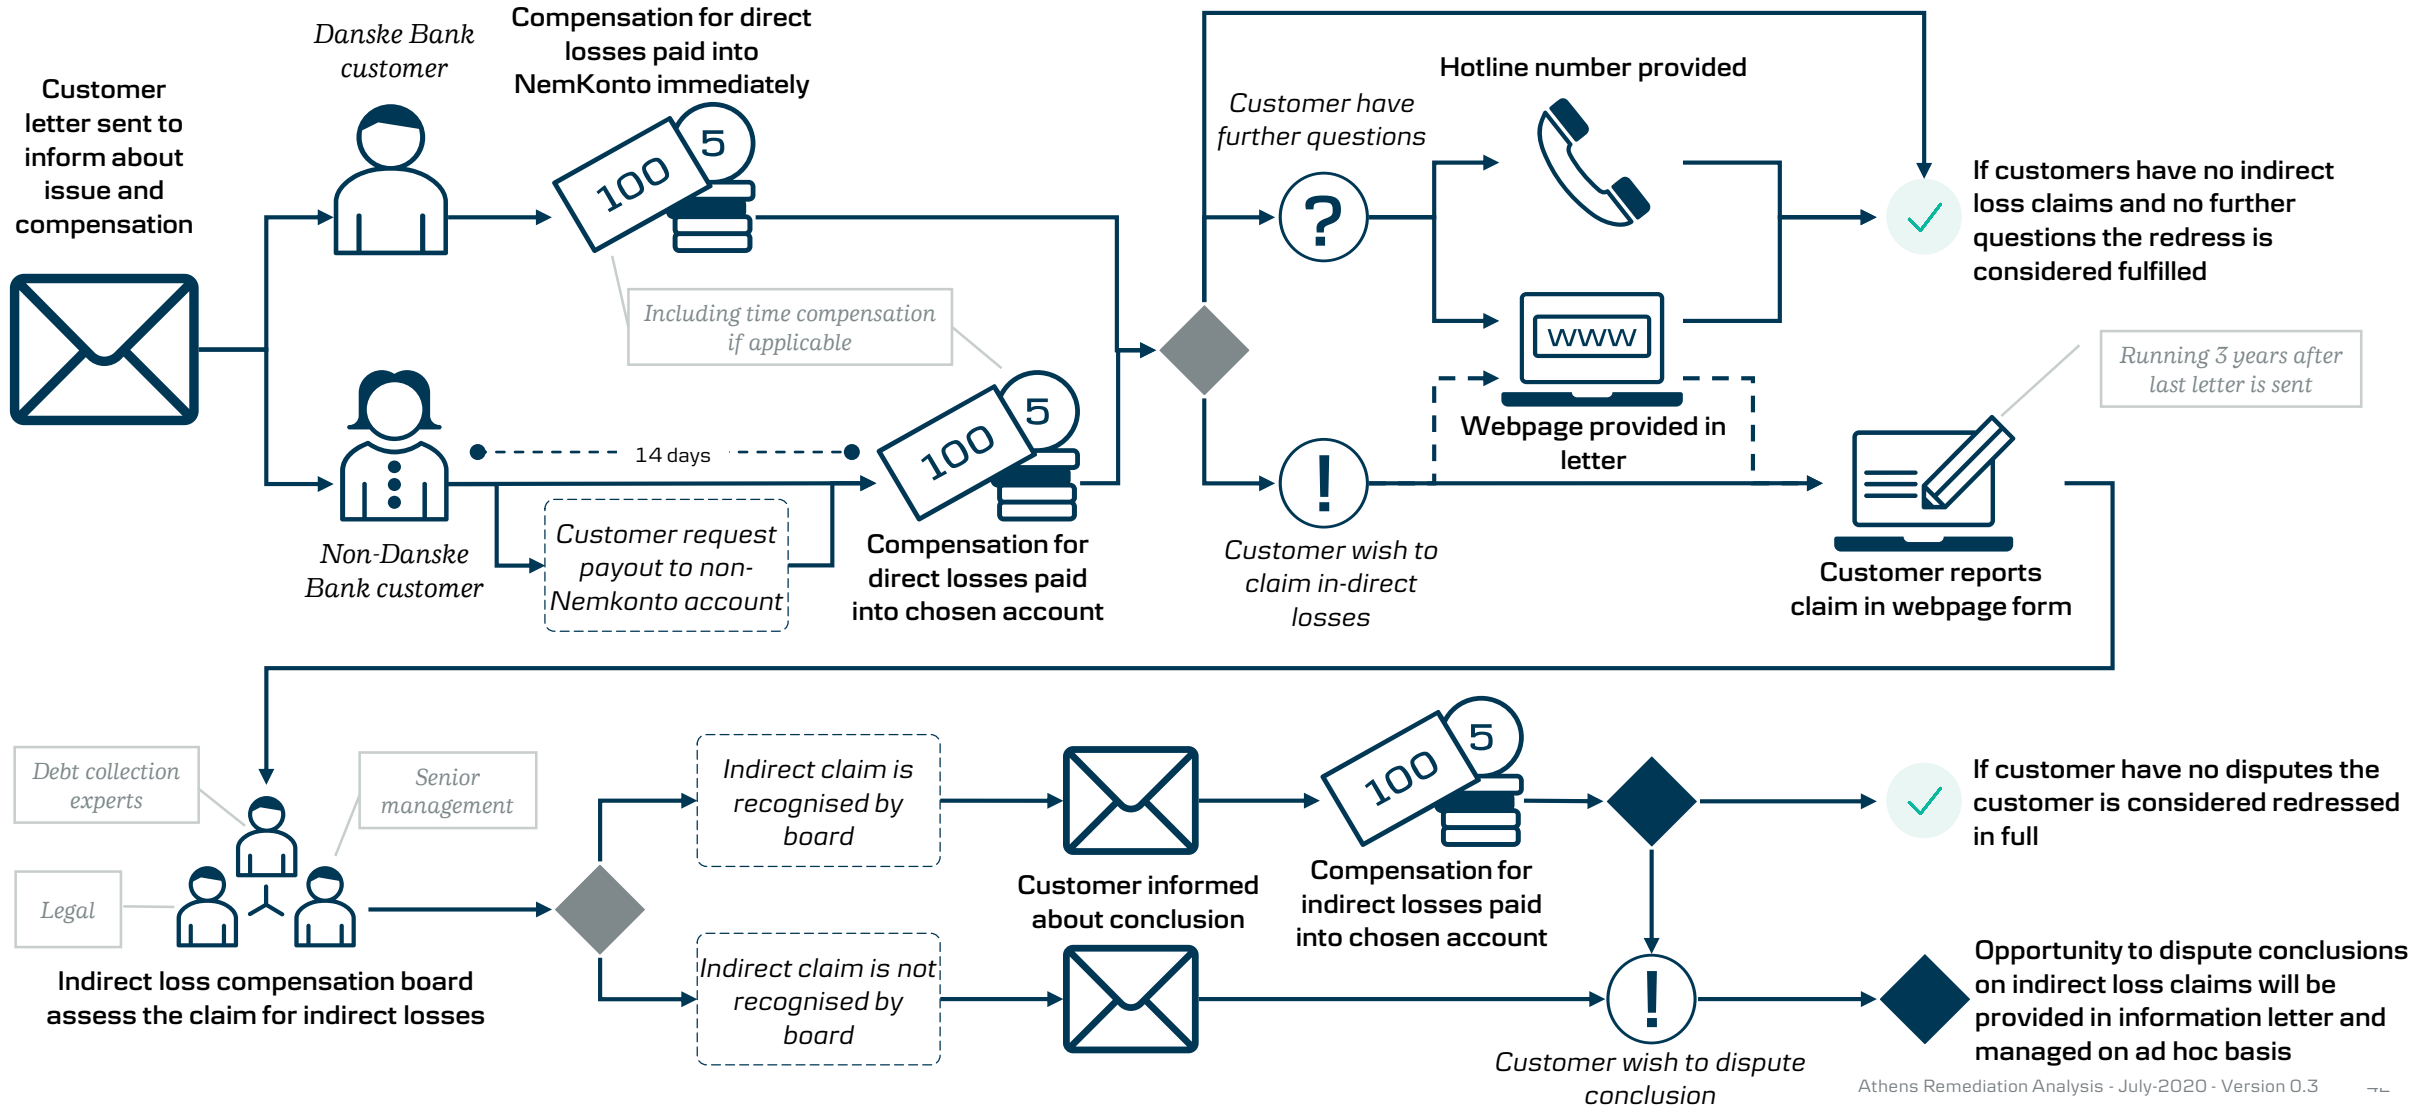 Customer
letter sent to
inform about
issue and
compensation
Danske Bank
customer
Compensation for direct
losses paid into
NemKonto immediately
100
5
Including time compensation
if applicable
Non-Danske
Bank customer
14 days
Customer request
payout to non-
Nemkonto account
100
5
Compensation for
direct losses paid
into chosen account
Customer have
further questions
?
Hotline number provided
www
Webpage provided in
letter
!
Customer wish to
claim in-direct
losses
If customers have no indirect
loss claims and no further
questions the redress is
considered fulfilled
Running 3 years after
last letter is sent
Customer reports
claim in webpage form
Debt collection
experts
Senior
management
Legal
Indirect loss compensation board
assess the claim for indirect losses
Indirect claim is
recognised by
board
Indirect claim is not
recognised by
board
Customer informed
about conclusion
100
5
Compensation for
indirect losses paid
into chosen account
If customer have no disputes the
customer is considered redressed
in full
!
Customer wish to dispute
conclusion
Opportunity to dispute conclusions
on indirect loss claims will be
provided in information letter and
managed on ad hoc basis
Athens Remediation Analysis - July-2020 - Version 0.3